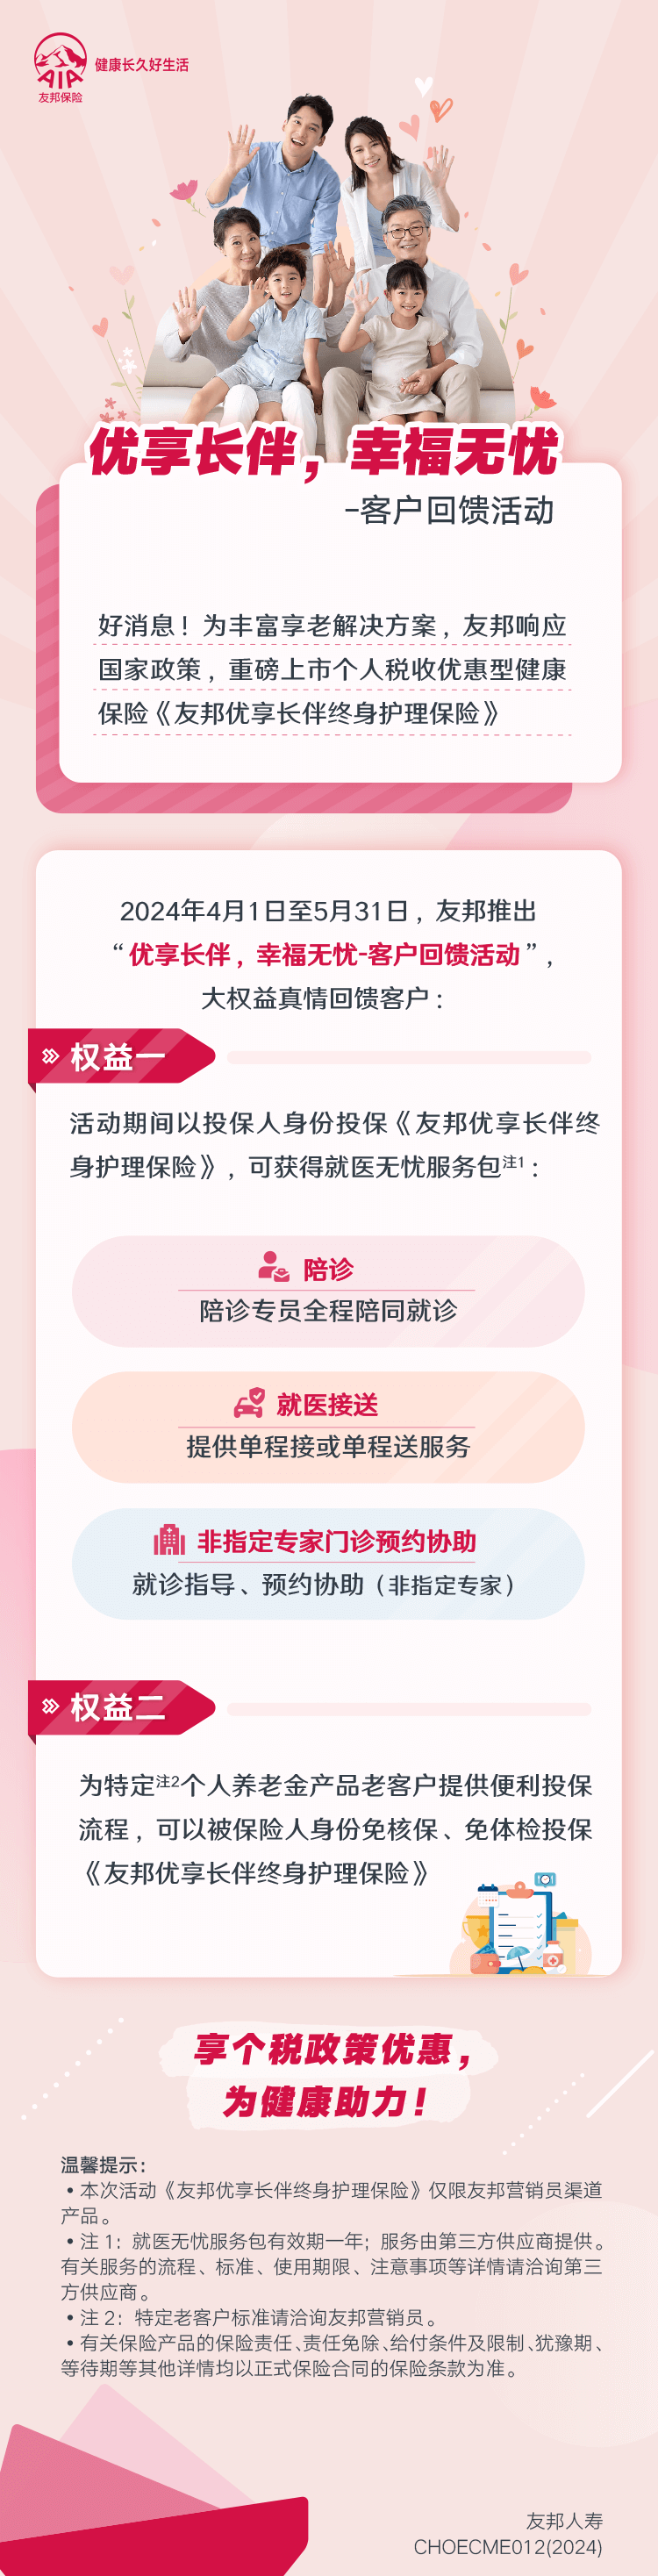 AIA
友邦保险
健康长久好生活
优享长伴，幸福无忧
-客户回馈活动
好消息！为丰富享老解决方案，友邦响应
国家政策，重磅上市个人税收优惠型健康
保险《友邦优享长伴终身护理保险》
2024年4月1日至5月31日，友邦推出
“优享长伴，幸福无忧-客户回馈活动”，
大权益真情回馈客户：
权益一
活动期间以投保人身份投保《友邦优享长伴终
身护理保险》，可获得就医无忧服务包注1：
陪诊
陪诊专员全程陪同就诊
就医接送
提供单程接或单程送服务
非指定专家门诊预约协助
就诊指导、预约协助（非指定专家）
权益二
为特定注2个人养老金产品老客户提供便利投保
流程，可以被保险人身份免核保、免体检投保
《友邦优享长伴终身护理保险》
享个税政策优惠，
为健康助力！
温馨提示：
•本次活动《友邦优享长伴终身护理保险》仅限友邦营销员渠道
产品。
•注 1：就医无忧服务包有效期一年；服务由第三方供应商提供。
有关服务的流程、标准、使用期限、注意事项等详情请洽询第三
方供应商。
•注 2：特定老客户标准请洽询友邦营销员。
•有关保险产品的保险责任、责任免除、给付条件及限制、犹豫期、
等待期等其他详情均以正式保险合同的保险条款为准。
友邦人寿
CHOECME012(2024)